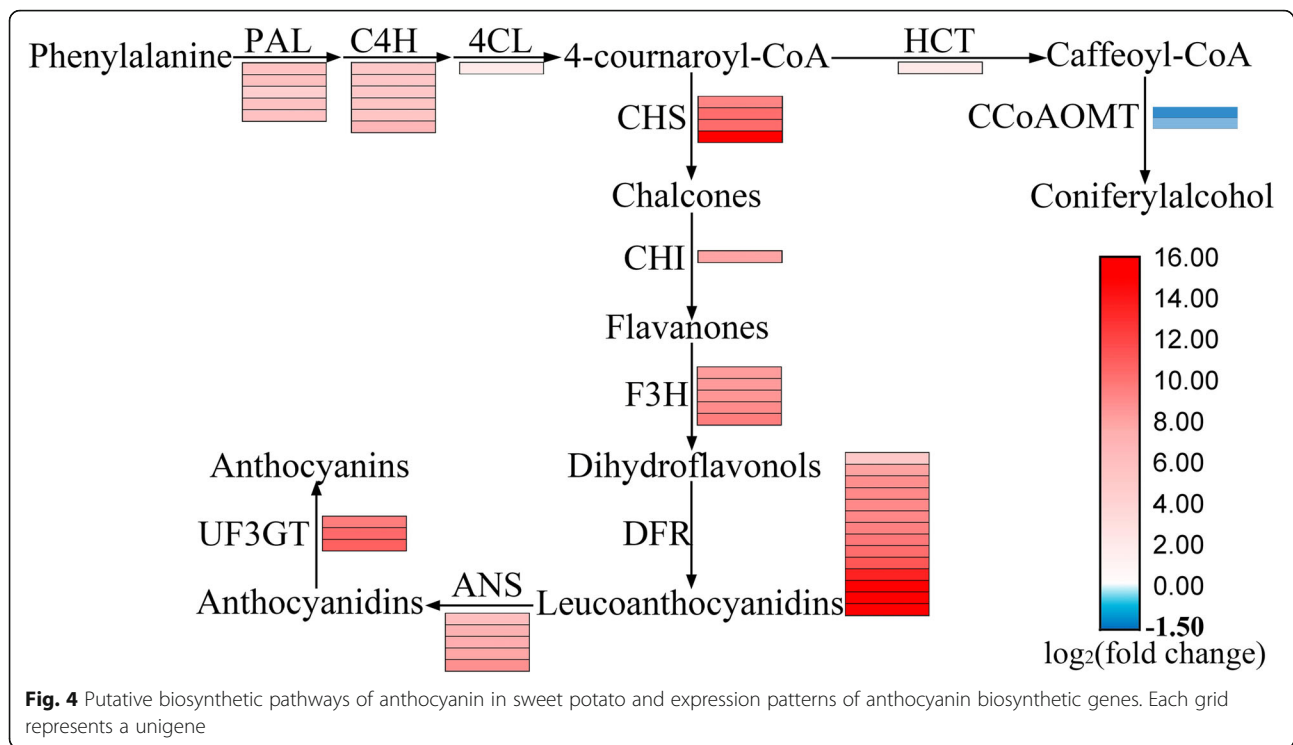 Phenylalanine PAL C4H 4CL 4-cournaroyl-CoA HCT Caffeoyl-CoA
CHS CCoAOMT
Chalcones Coniferylalcohol
CHI
Flavanones
F3H
Anthocyanins Dihydroflavonols
UF3GT DFR
Anthocyanidins ANS Leucoanthocyanidins
16.00
14.00
12.00
10.00
8.00
6.00
4.00
2.00
0.00
-1.50
log2(fold change)
Fig. 4 Putative biosynthetic pathways of anthocyanin in sweet potato and expression patterns of anthocyanin biosynthetic genes. Each grid
represents a unigene